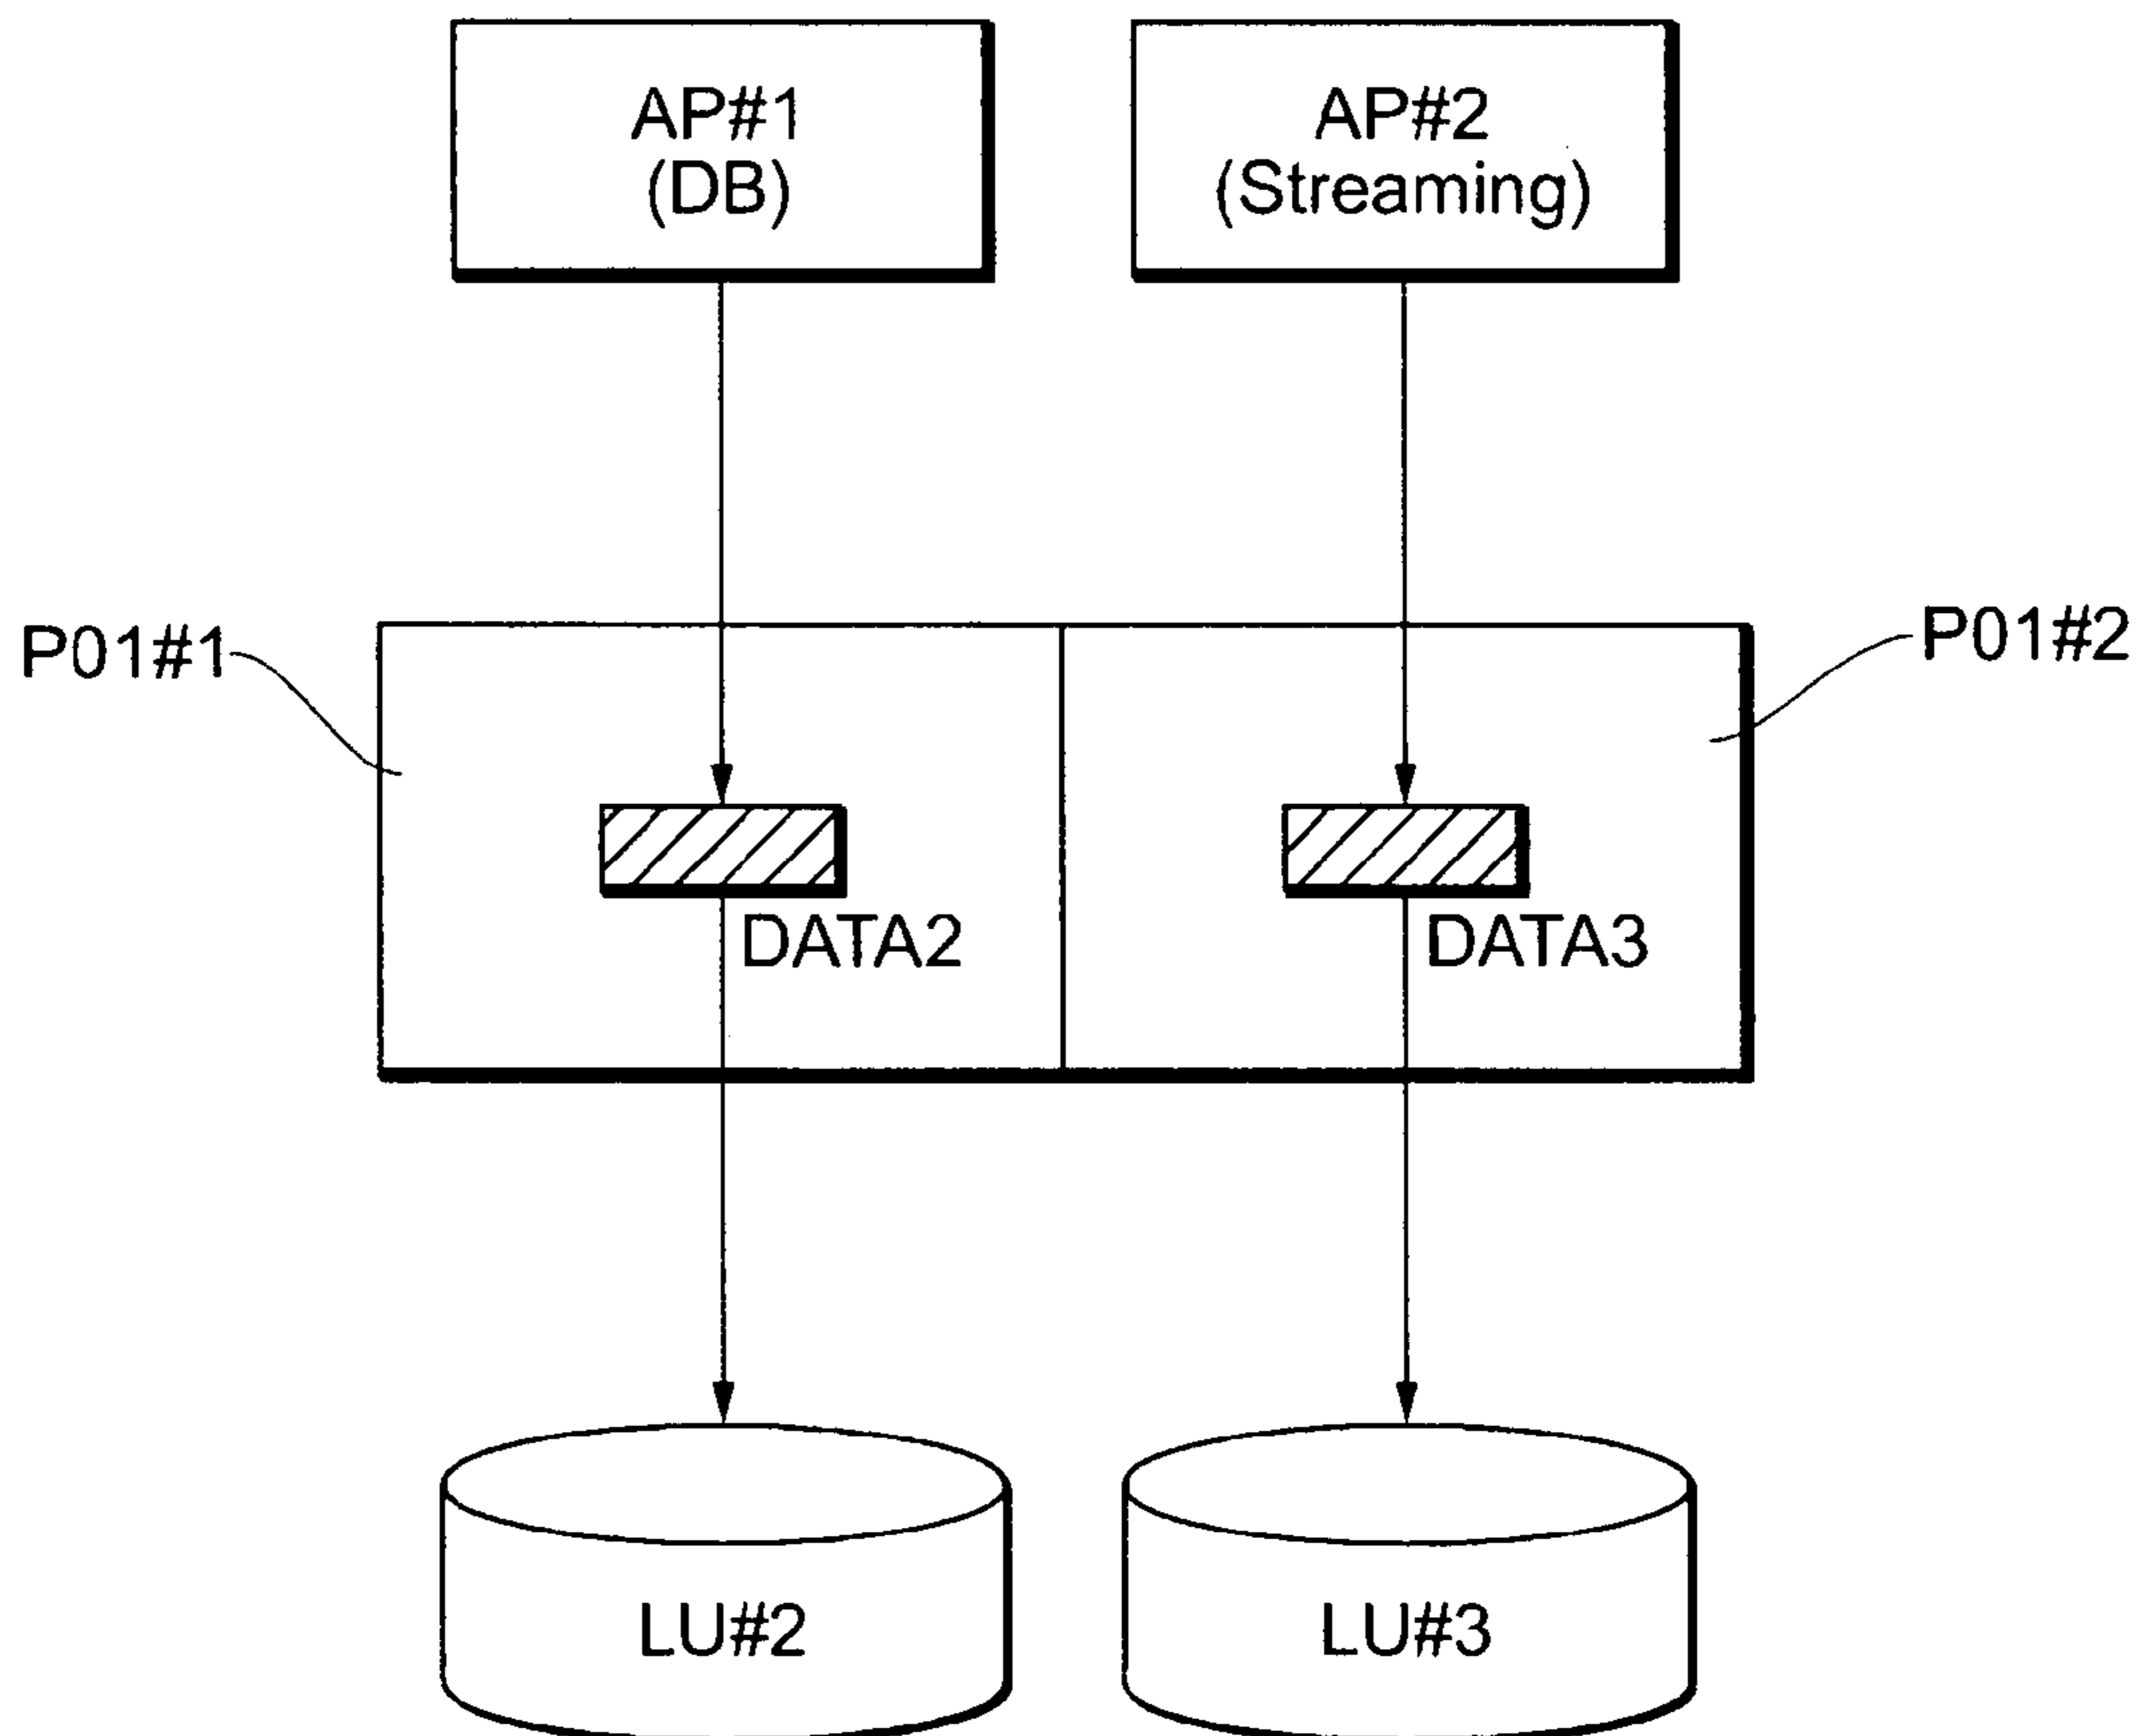 AP#1
(DB)
AP#2
(Streaming)
P01#1
P01#2
DATA2
DATA3
LU#2
LU#3